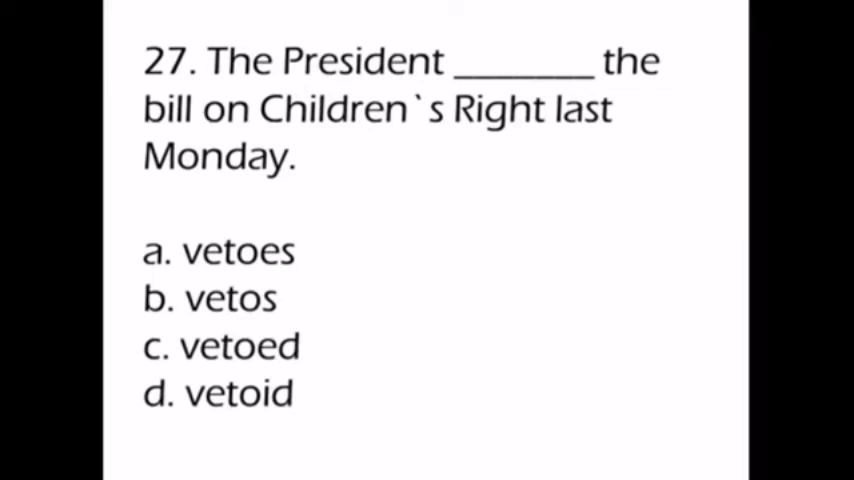 27. The President ________ the
bill on Children`s Right last
Monday.
a. vetoes
b. vetos
c. vetoed
d. vetoid